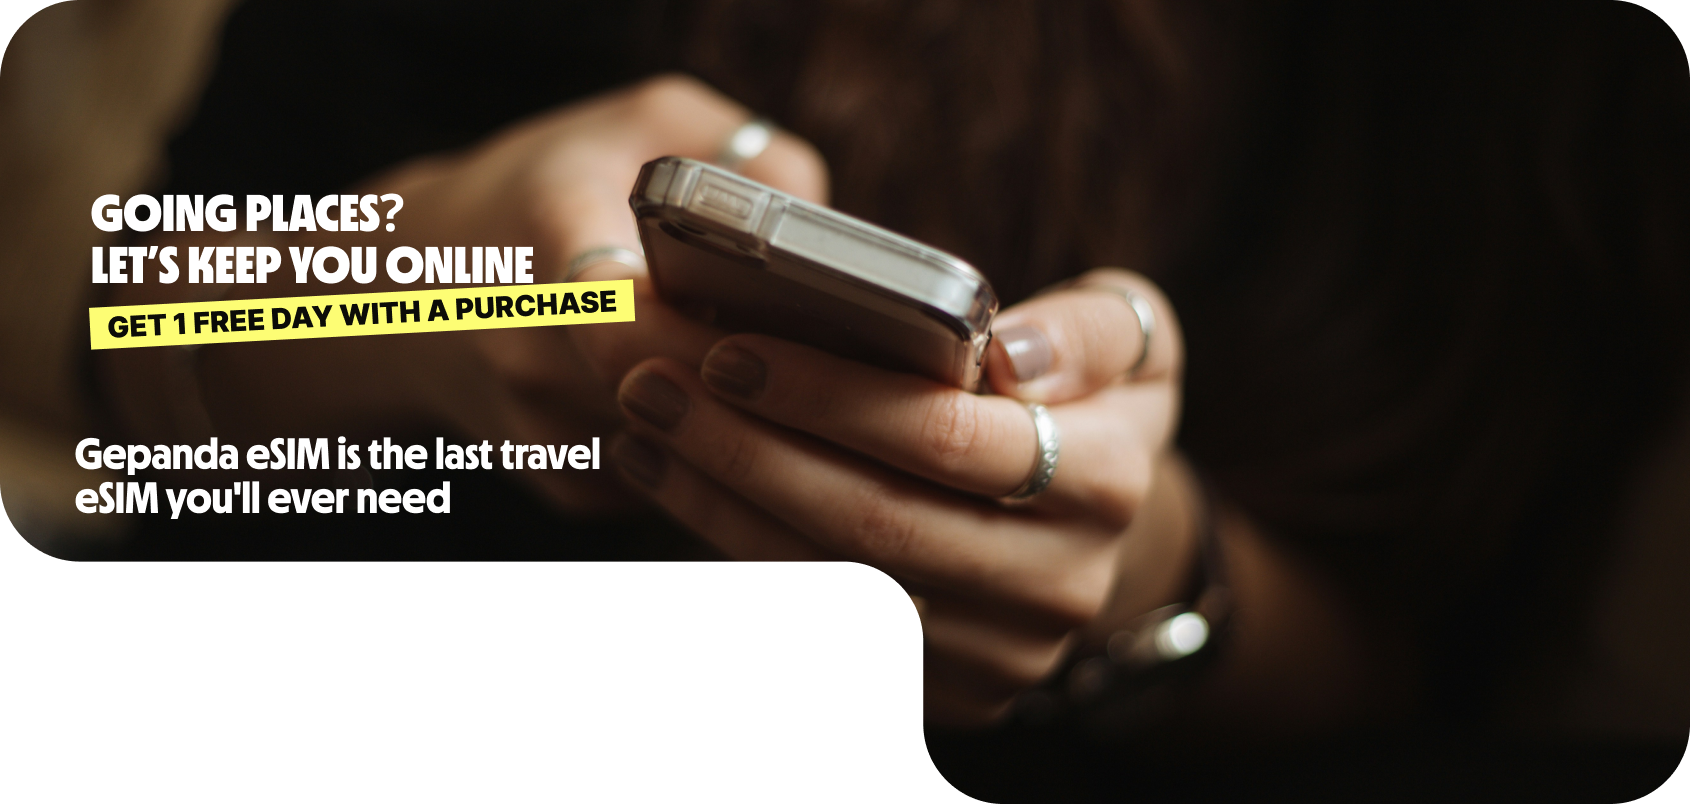 GOING PLACES?
LET’S KEEP YOU ONLINE
GET 1 FREE DAY WITH A PURCHASE
Gepanda eSIM is the last travel
eSIM you'll ever need